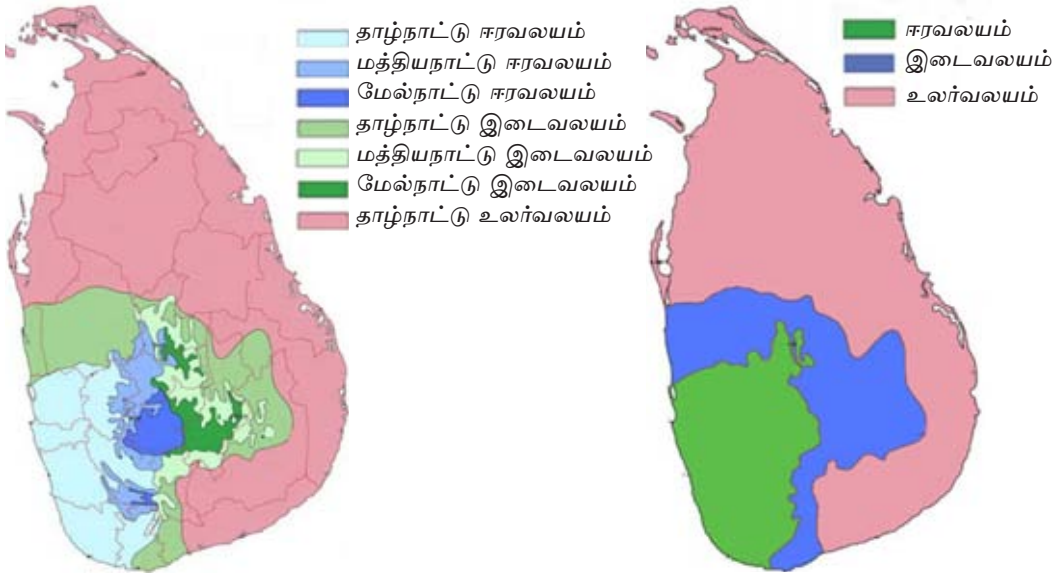 தாழ்நாட்டு ஈரவலயம்
மத்தியநாட்டு ஈரவலயம்
மேல்நாட்டு ஈரவலயம்
தாழ்நாட்டு இடைவலயம்
மத்தியநாட்டு இடைவலயம்
மேல்நாட்டு இடைவலயம்
தாழ்நாட்டு உலர்வலயம்
ஈரவலயம்
இடைவலயம்
உலர்வலயம்